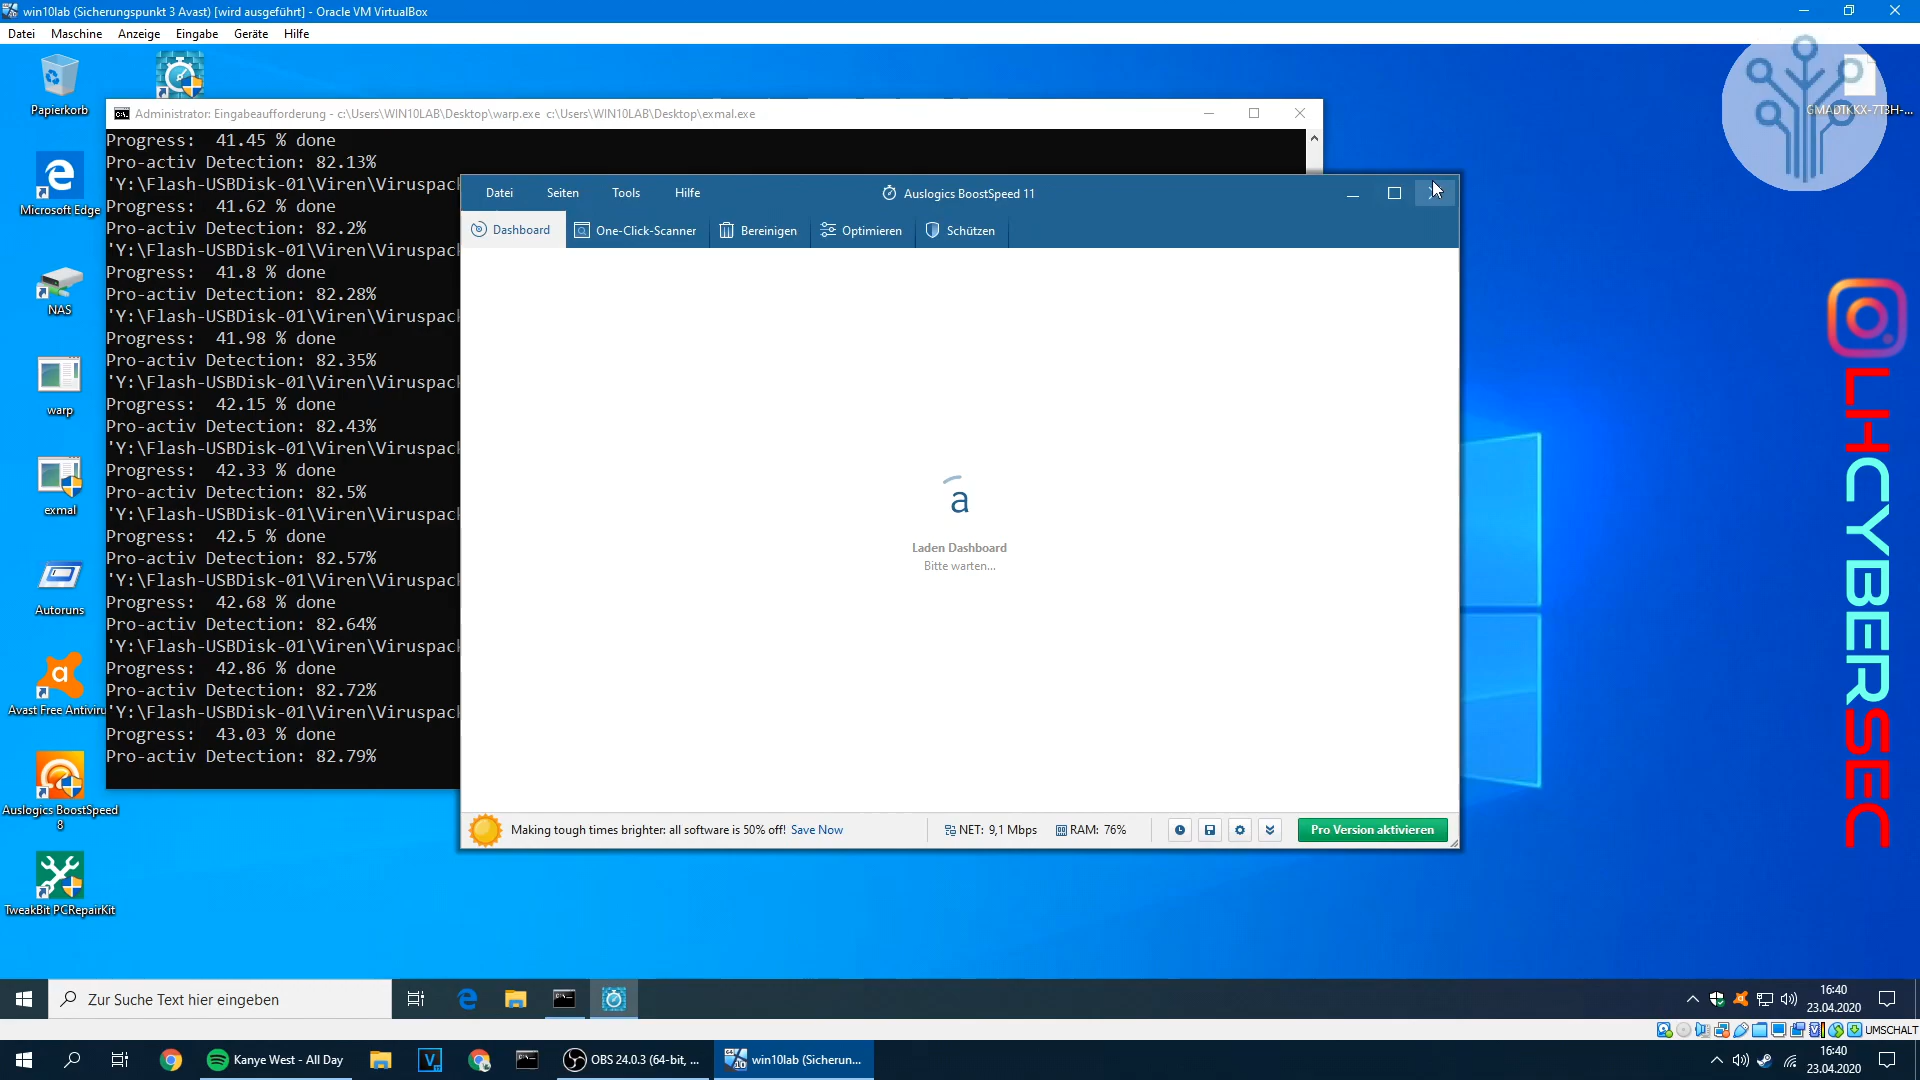 win10lab (Sicherungspunkt 3 Avast) [wird ausgeführt] - Oracle VM VirtualBox
Datei Maschine Anzeige Eingabe Geräte Hilfe
Papierkorb
Microsoft Edge
NAS
warp
exmal
Autoruns
Avast Free Antiviru
Auslogics BoostSpeed
8
TweakBit PCRepairKit
Administrator: Eingabeaufforderung - c:\Users\WIN10LAB\Desktop\warp.exe c:\Users\WIN10LAB\Desktop\exmal.exe
Progress: 41.45 % done
Pro-activ Detection: 82.13%
'Y:\Flash-USBDisk-01\Viren\Viruspack
Progress: 41.62 % done
Pro-activ Detection: 82.2%
'Y:\Flash-USBDisk-01\Viren\Viruspack
Progress: 41.8 % done
Pro-activ Detection: 82.28%
'Y:\Flash-USBDisk-01\Viren\Viruspack
Progress: 41.98 % done
Pro-activ Detection: 82.35%
'Y:\Flash-USBDisk-01\Viren\Viruspack
Progress: 42.15 % done
Pro-activ Detection: 82.43%
'Y:\Flash-USBDisk-01\Viren\Viruspack
Progress: 42.33 % done
Pro-activ Detection: 82.5%
'Y:\Flash-USBDisk-01\Viren\Viruspack
Progress: 42.5 % done
Pro-activ Detection: 82.57%
'Y:\Flash-USBDisk-01\Viren\Viruspack
Progress: 42.68 % done
Pro-activ Detection: 82.64%
'Y:\Flash-USBDisk-01\Viren\Viruspack
Progress: 42.86 % done
Pro-activ Detection: 82.72%
'Y:\Flash-USBDisk-01\Viren\Viruspack
Progress: 43.03 % done
Pro-activ Detection: 82.79%
Datei Seiten Tools Hilfe Auslogics BoostSpeed 11
Dashboard One-Click-Scanner Bereinigen Optimieren Schützen
a
Laden Dashboard
Bitte warten...
Making tough times brighter: all software is 50% off! Save Now NET: 9,1 Mbps RAM: 76% Pro Version aktivieren
LHCYBERSEC
Zur Suche Text hier eingeben
16:40
23.04.2020
UMSCHALT
Kanye West - All Day
OBS 24.0.3 (64-bit, ...
win10lab (Sicherun...
16:40
23.04.2020